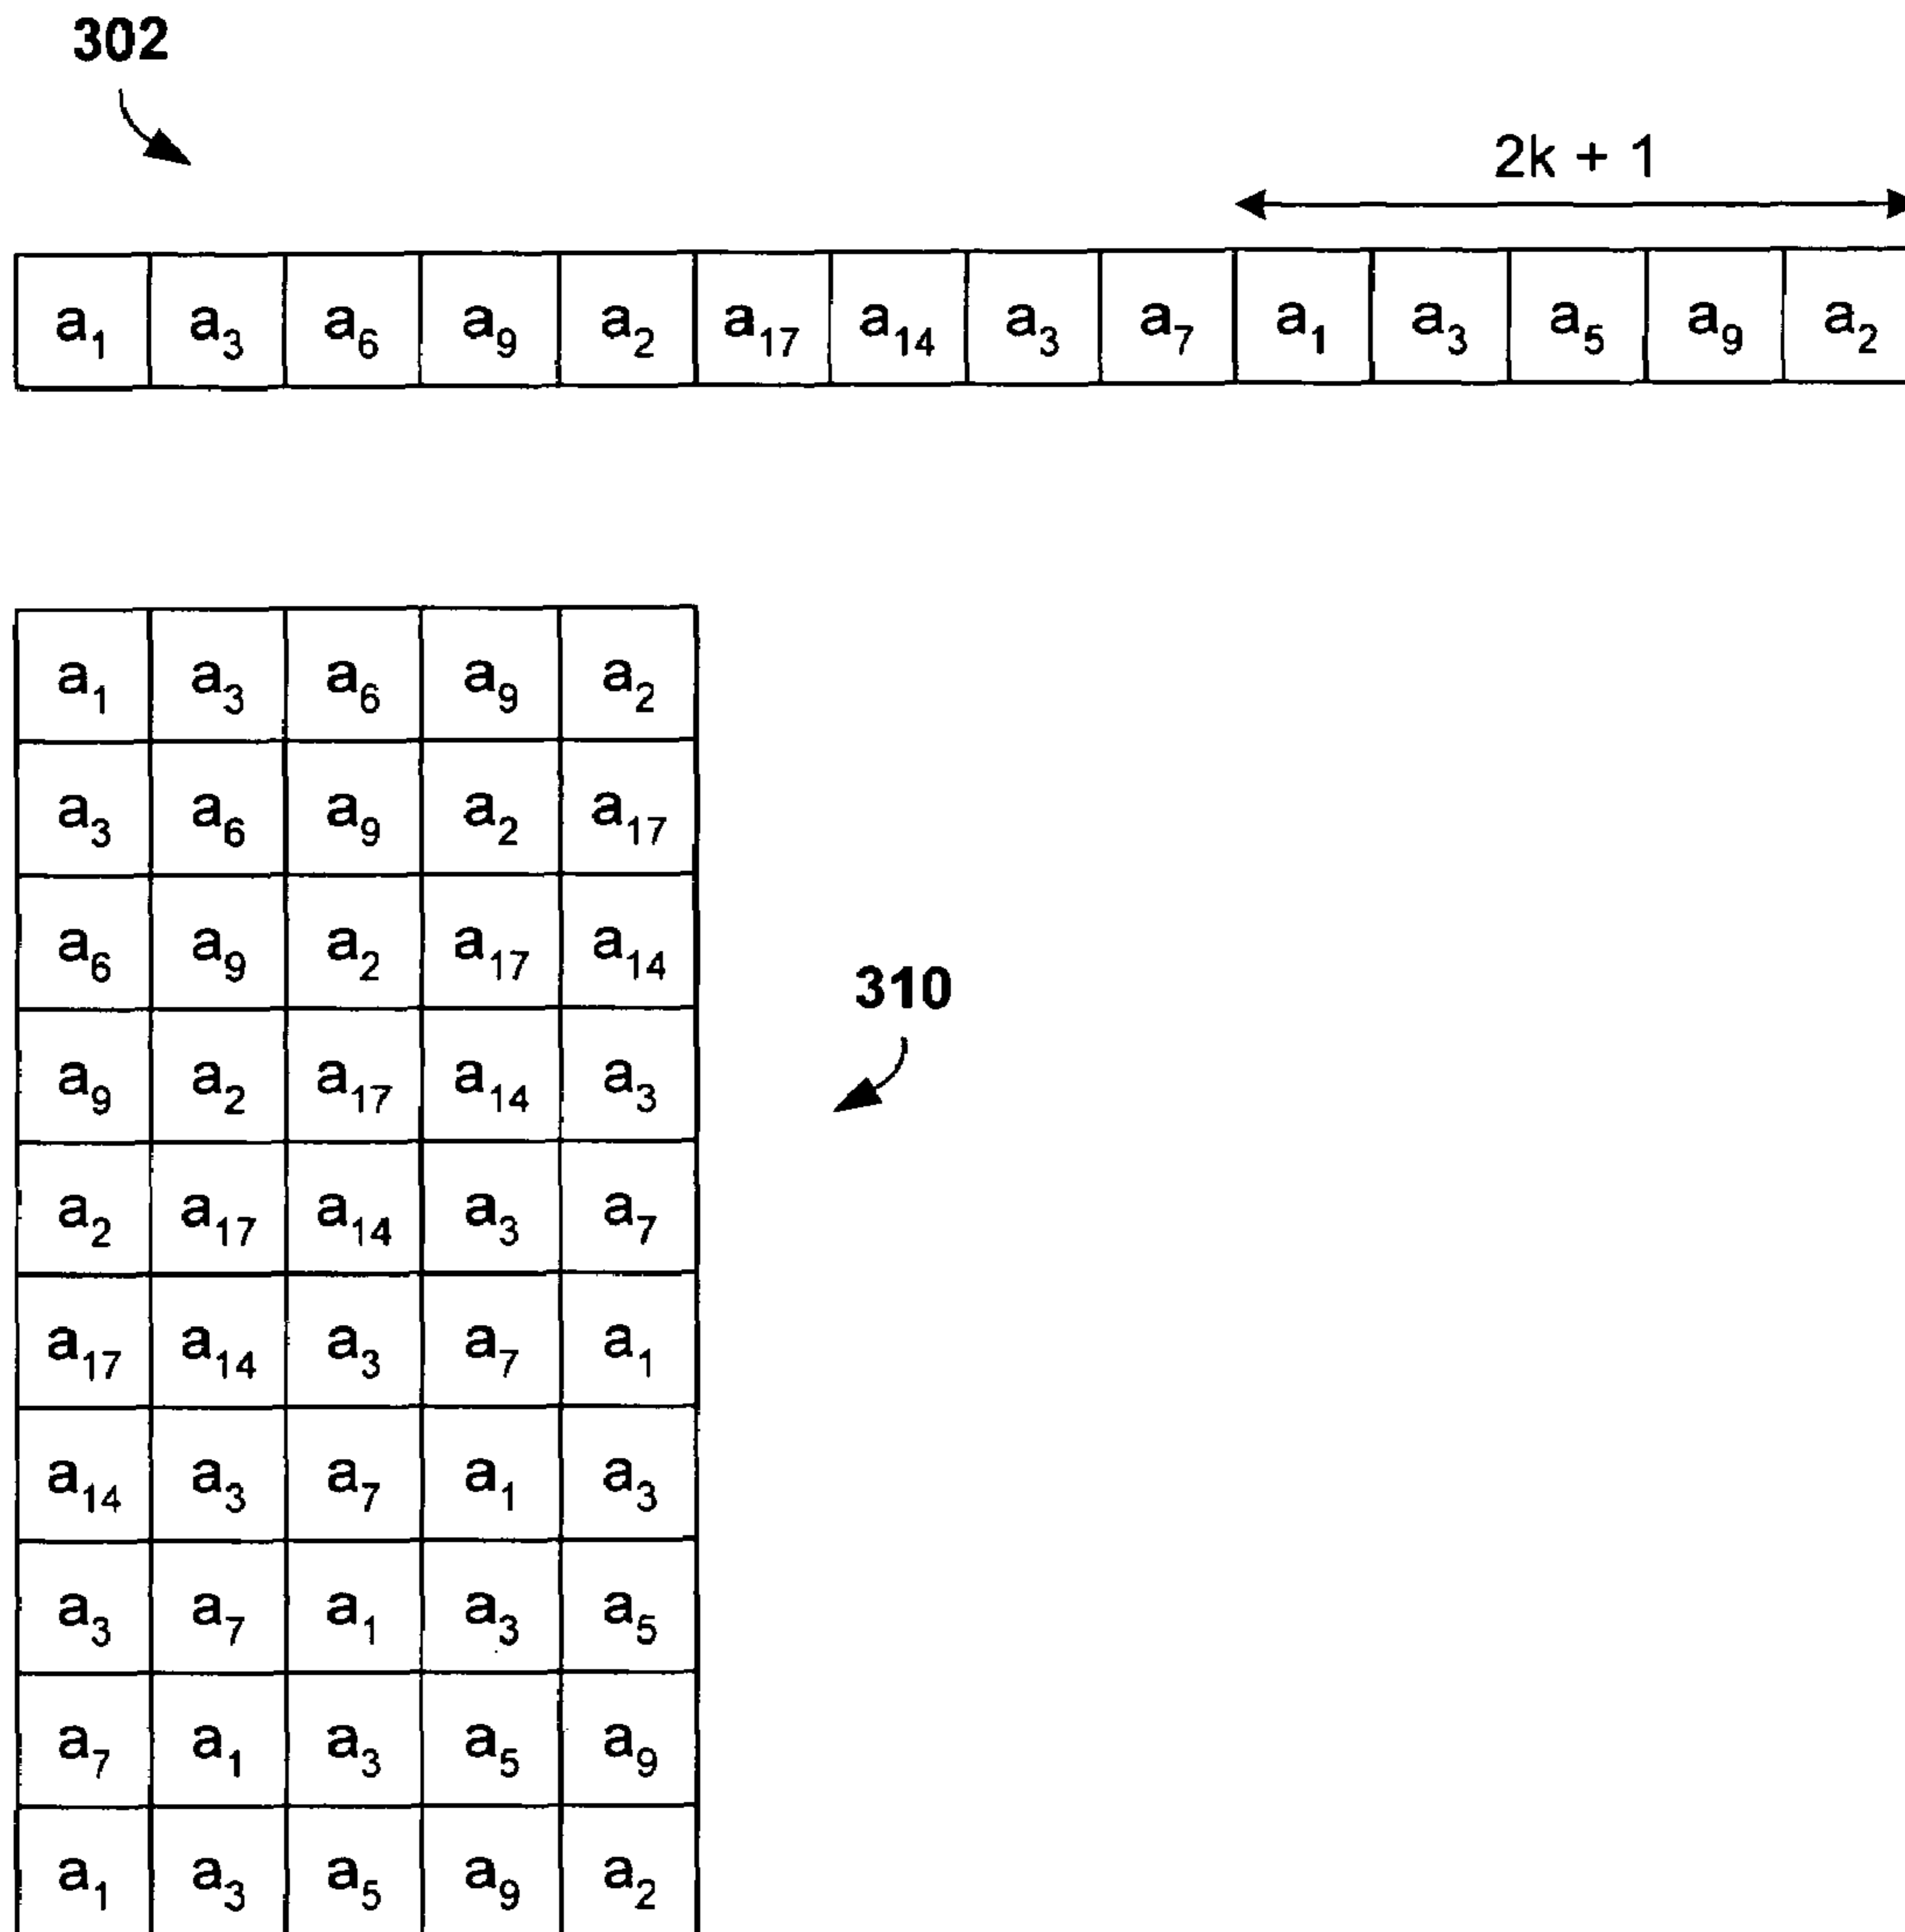 302
2k + 1
a1 a3 a6 a9 a2 a17 a14 a3 a7 a1 a3 a5 a9 a2
a1 a3 a6 a9 a2
a3 a6 a9 a2 a17
a6 a9 a2 a17 a14
310
a9 a2 a17 a14 a3
a2 a17 a14 a3 a7
a17 a14 a3 a7 a1
a14 a3 a7 a1 a3
a3 a7 a1 a3 a5
a7 a1 a3 a5 a9
a1 a3 a5 a9 a2